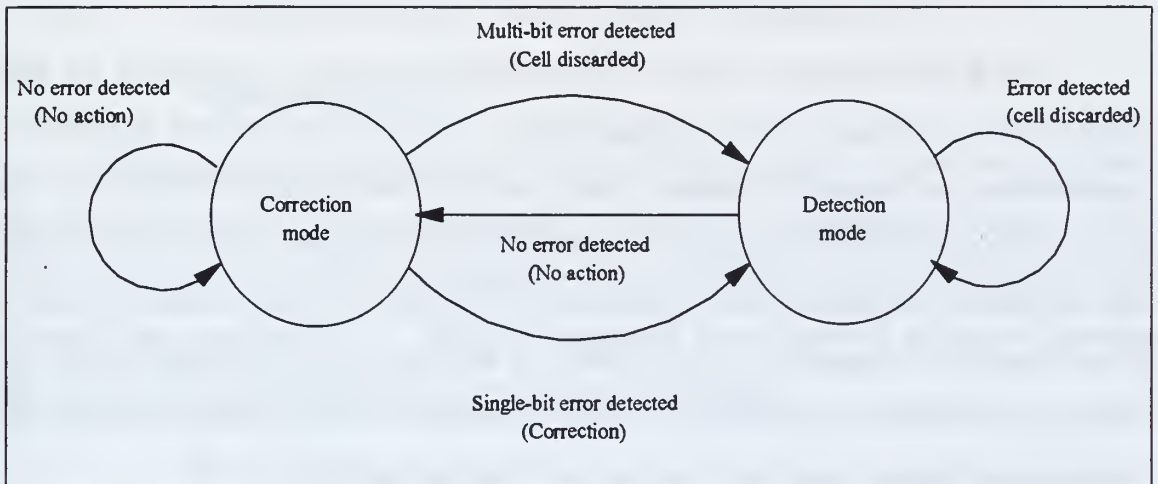 Multi-bit error detected
(Cell discarded)
No error detected
(No action)
Error detected
(cell discarded)
Correction
mode
Detection
mode
No error detected
(No action)
Single-bit error detected
(Correction)